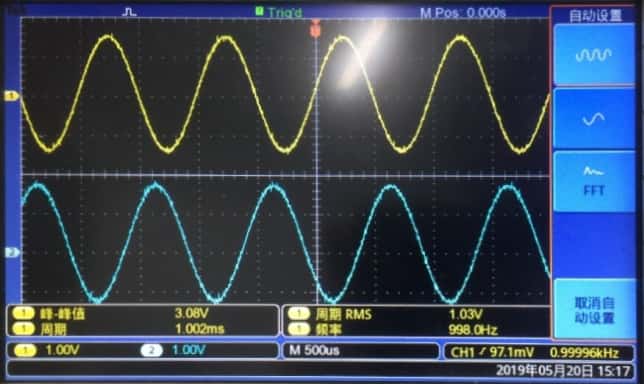 Trig'd M Pos: 0.000s 自动设置
1
2
FFT
取消自
动设置
1 峰-峰值 3.08V 1 周期 RMS 1.03V
1 周期 1.002ms 1 频率 998.0Hz
1 1.00V 2 1.00V M 500us CH1 97.1mV 0.99996kHz
2019年05月20日 15:17